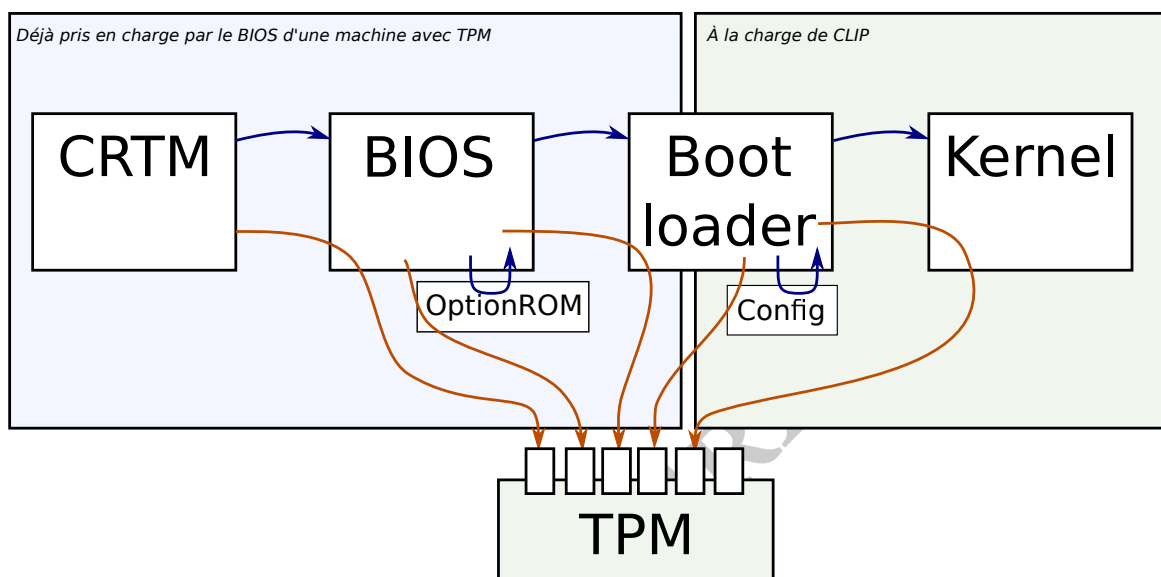 Déjà pris en charge par le BIOS d'une machine avec TPM
À la charge de CLIP
CRTM
BIOS
Boot
loader
Kernel
OptionROM
Config
TPM